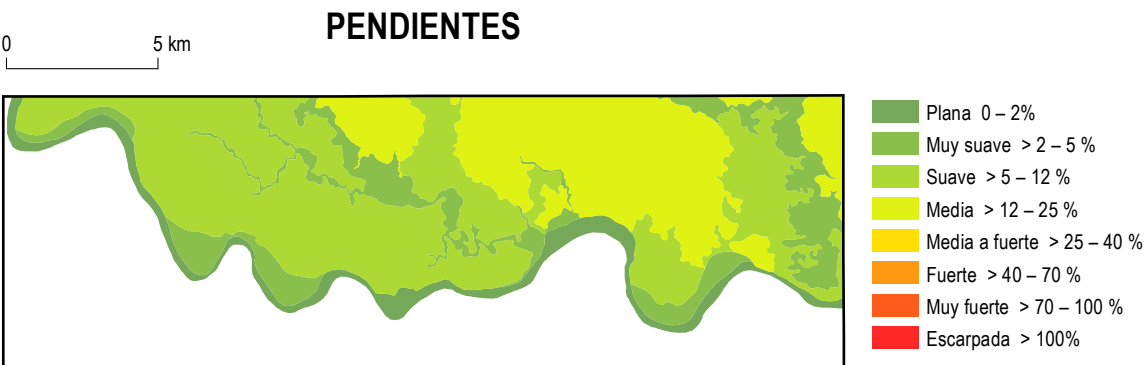 PENDIENTES
0 5 km
Plana 0 – 2%
Muy suave > 2 – 5 %
Suave > 5 – 12 %
Media > 12 – 25 %
Media a fuerte > 25 – 40 %
Fuerte > 40 – 70 %
Muy fuerte > 70 – 100 %
Escarpada > 100%